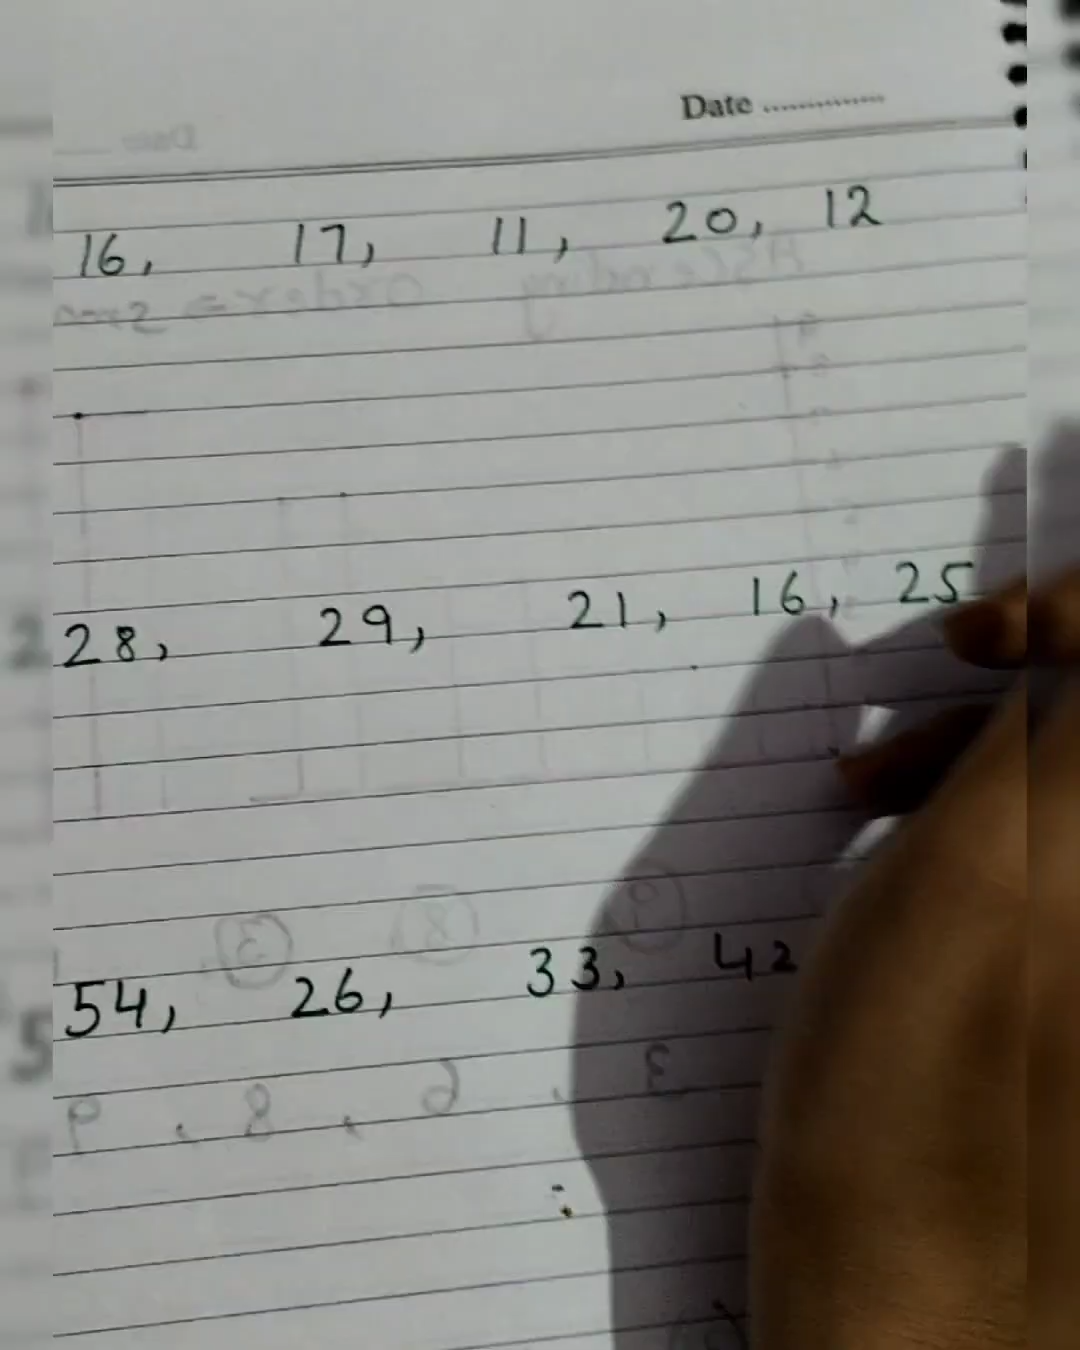 Date ..............
16, 17, 11, 20, 12
28, 29, 21, 16, 25
54, 26, 33, 42